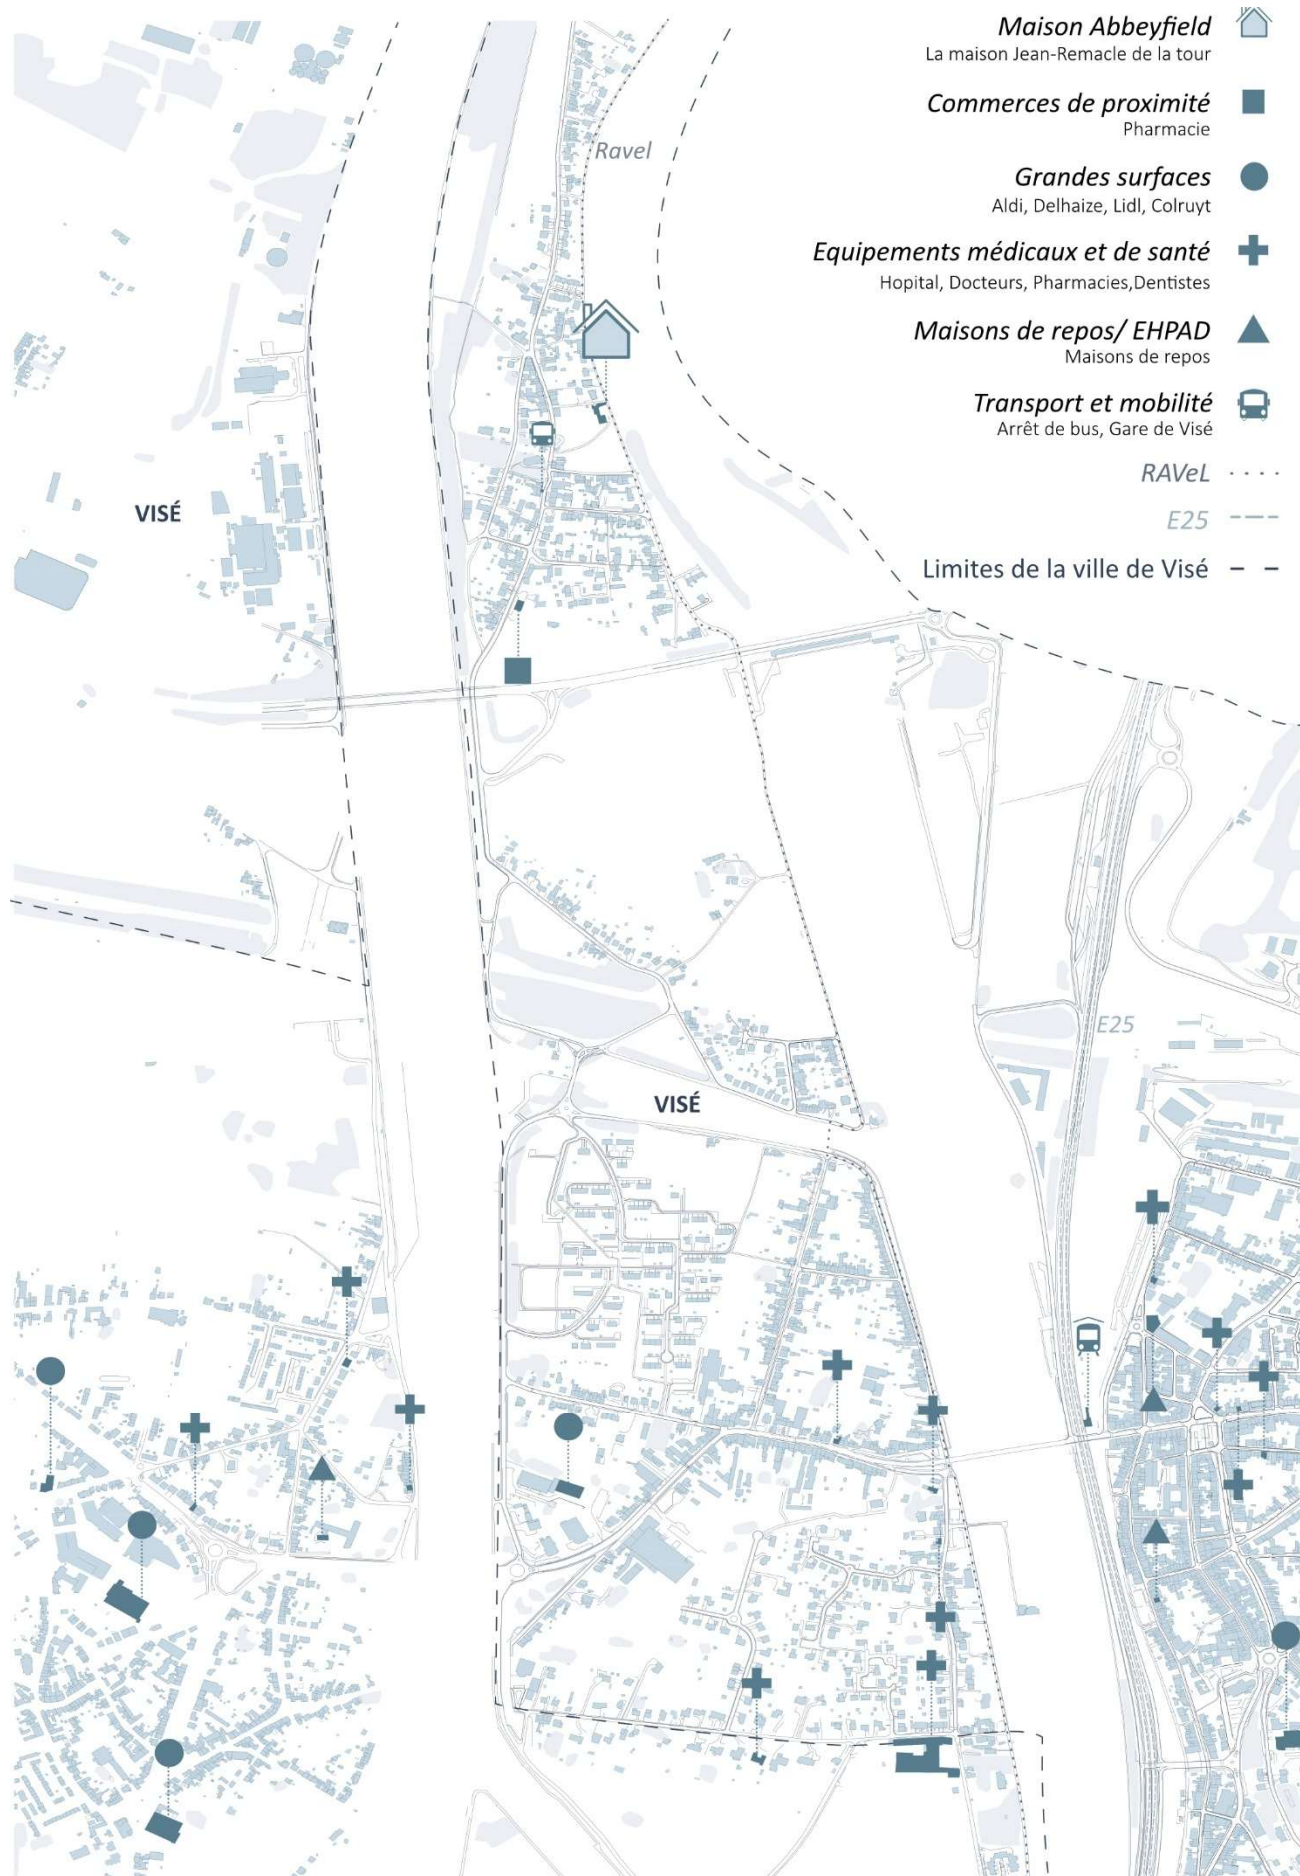 Maison Abbeyfield
La maison Jean-Remacle de la tour
Commerces de proximité
Pharmacie
Grandes surfaces
Aldi, Delhaize, Lidl, Colruyt
Equipements médicaux et de santé
Hopital, Docteurs, Pharmacies,Dentistes
Maisons de repos/ EHPAD
Maisons de repos
Transport et mobilité
Arrêt de bus, Gare de Visé
RAVeL
E25
Limites de la ville de Visé
Ravel
VISÉ
E25
VISÉ